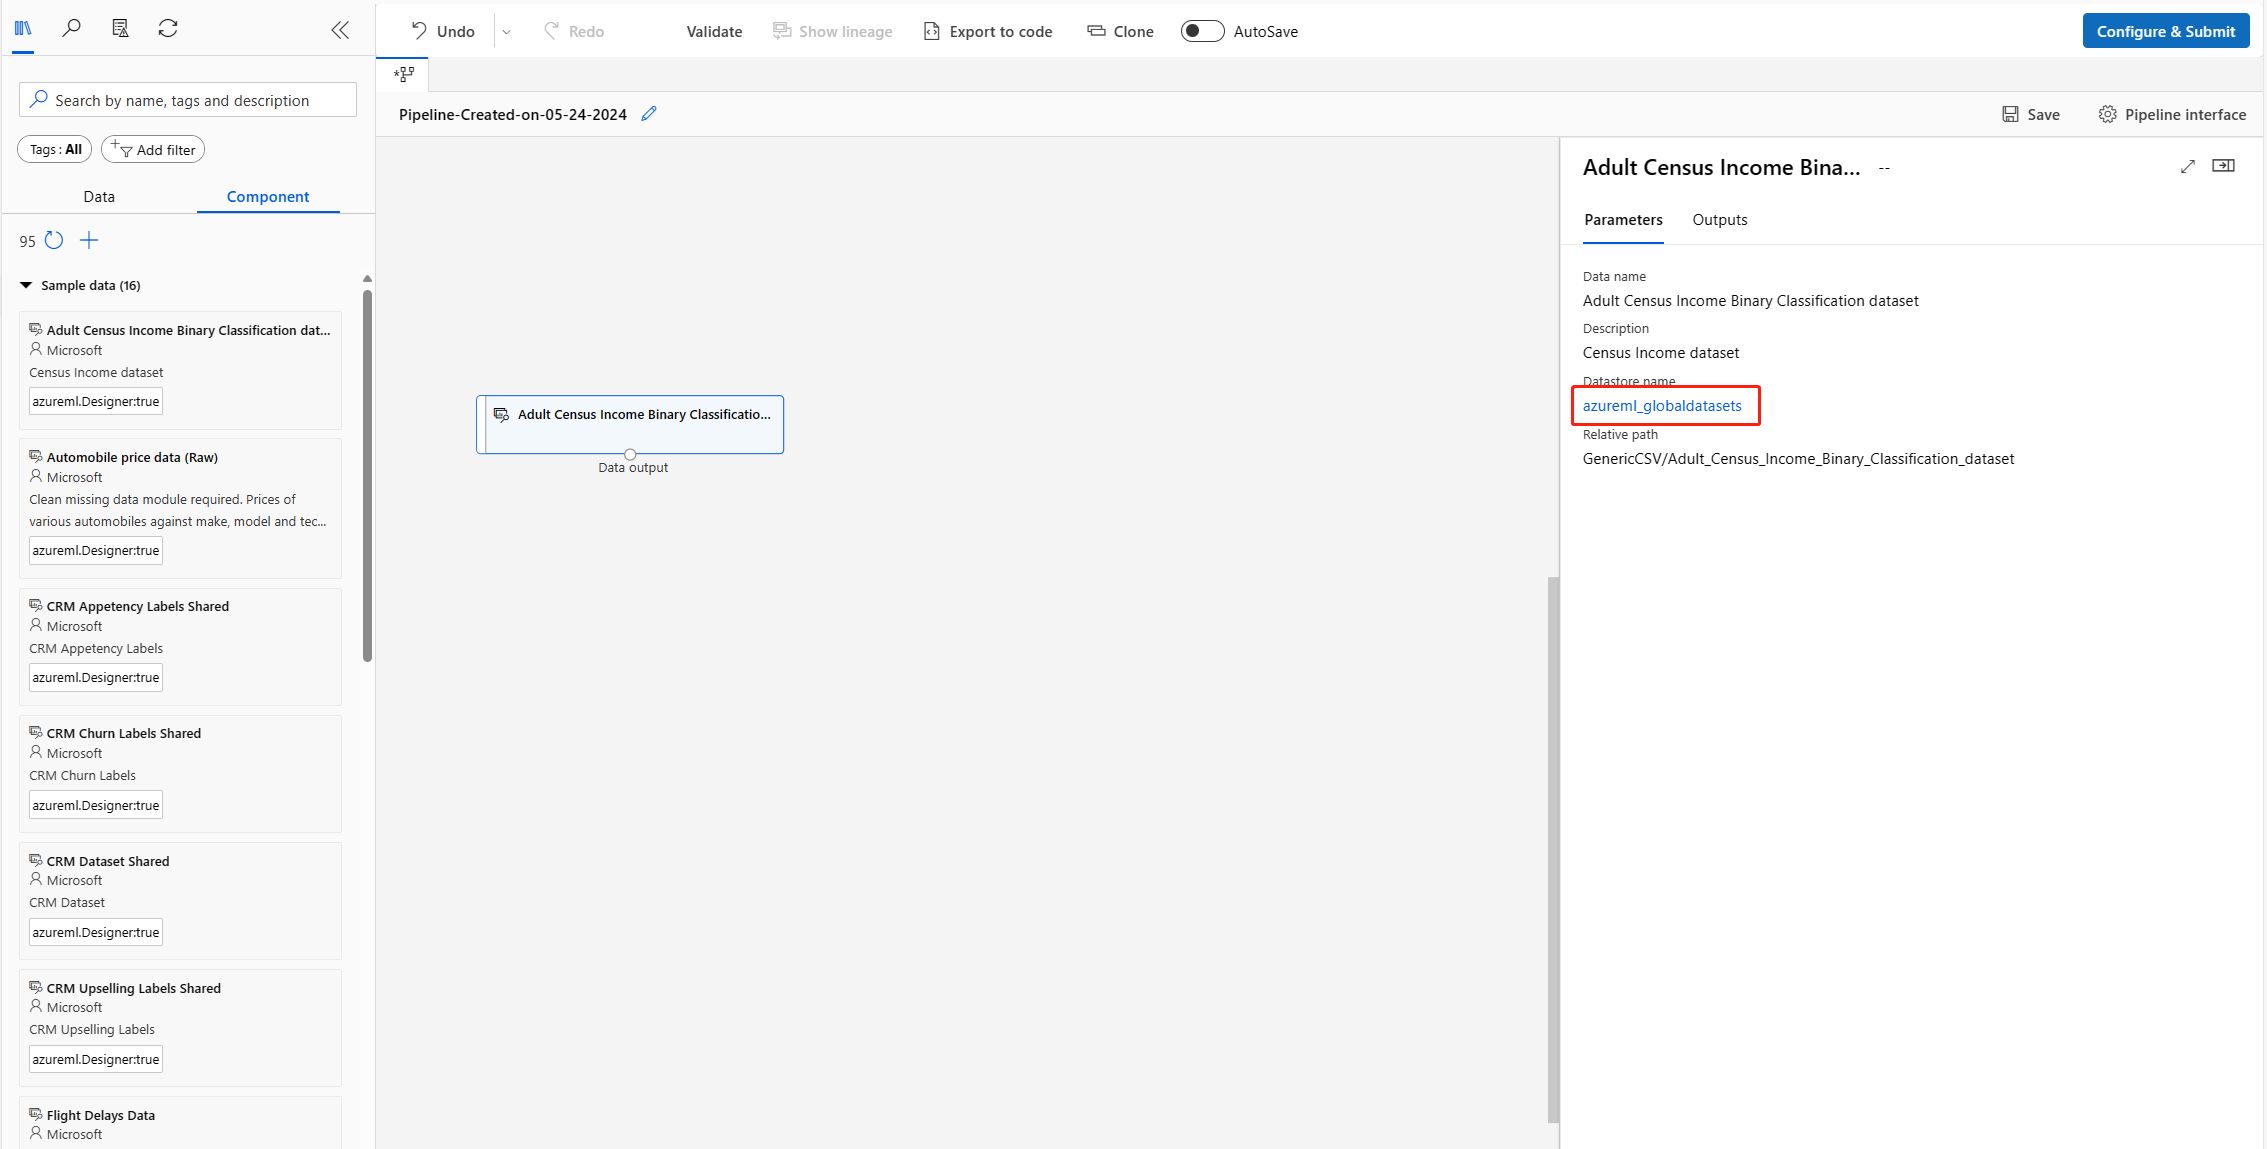 Undo
Redo
Validate
Show lineage
Export to code
Clone
AutoSave
Configure & Submit
Search by name, tags and description
Tags : All
Add filter
Data
Component
95
Sample data (16)
Adult Census Income Binary Classification dat...
Microsoft
Census Income dataset
azureml.Designer:true
Automobile price data (Raw)
Microsoft
Clean missing data module required. Prices of
various automobiles against make, model and tec...
azureml.Designer:true
CRM Appetency Labels Shared
Microsoft
CRM Appetency Labels
azureml.Designer:true
CRM Churn Labels Shared
Microsoft
CRM Churn Labels
azureml.Designer:true
CRM Dataset Shared
Microsoft
CRM Dataset
azureml.Designer:true
CRM Upselling Labels Shared
Microsoft
CRM Upselling Labels
azureml.Designer:true
Flight Delays Data
Microsoft
Pipeline-Created-on-05-24-2024
Save
Pipeline interface
Adult Census Income Binary Classificatio...
Data output
Adult Census Income Bina... --
Parameters
Outputs
Data name
Adult Census Income Binary Classification dataset
Description
Census Income dataset
Datastore name
azureml_globaldatasets
Relative path
GenericCSV/Adult_Census_Income_Binary_Classification_dataset